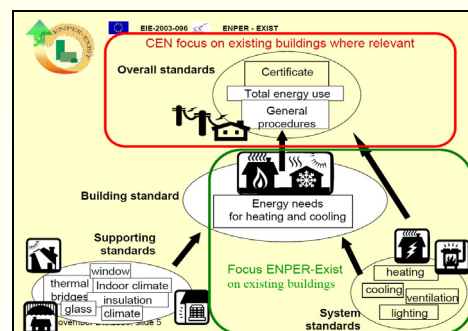 EIE-2003-096 ENPER - EXIST
ENPER-EXIST
CEN focus on existing buildings where relevant
Overall standards
Certificate
Total energy use
General
procedures
Building standard
Energy needs
for heating and cooling
Supporting
standards
window
thermal
bridges
Indoor climate
insulation
glass
climate
Focus ENPER-Exist
on existing buildings
heating
cooling
ventilation
lighting
System
standards
slide 5